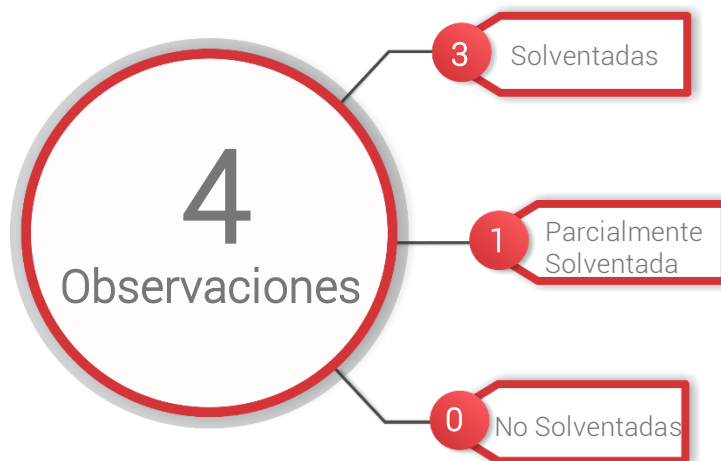 4
Observaciones
3
Solventadas
1
Parcialmente
Solventada
0
No Solventadas